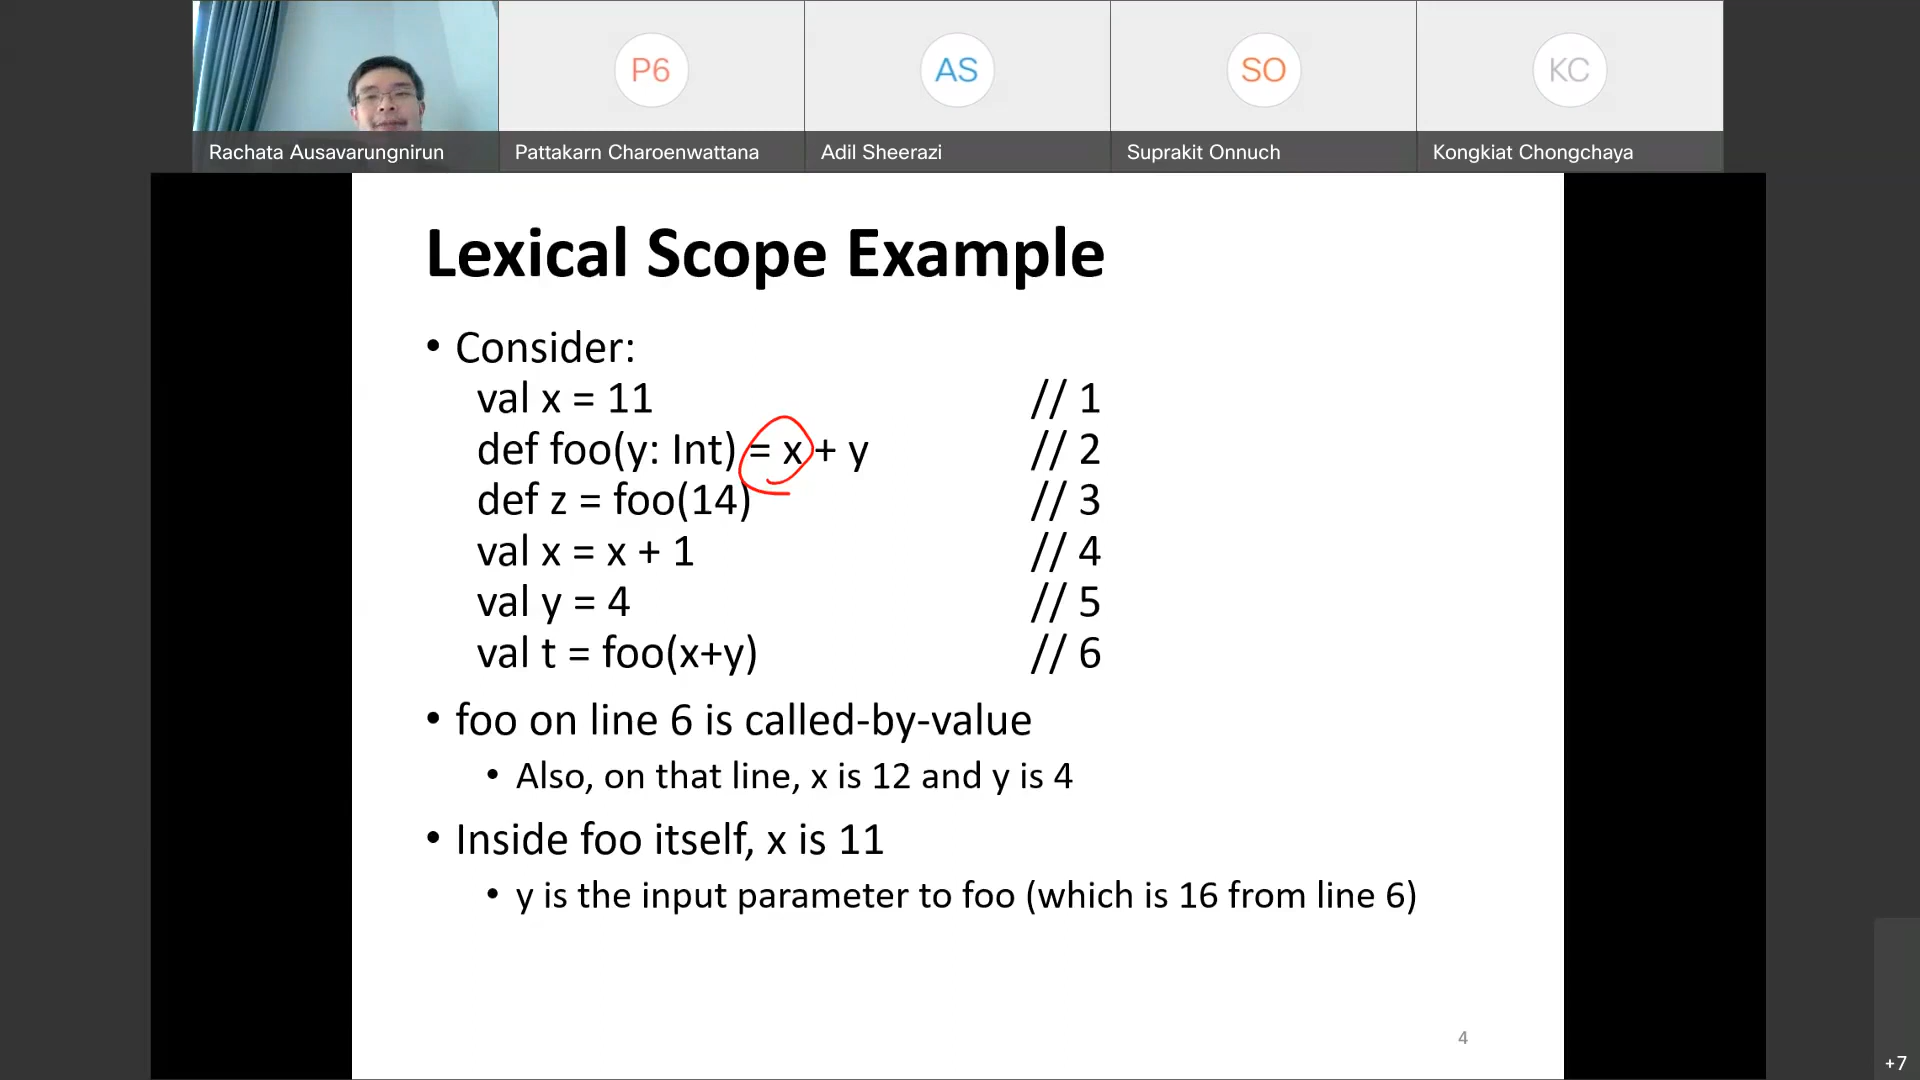 P6
AS
SO
KC
Rachata Ausavarungnirun
Pattakarn Charoenwattana
Adil Sheerazi
Suprakit Onnuch
Kongkiat Chongchaya
Lexical Scope Example
• Consider:
val x = 11 // 1
def foo(y: Int) = x + y // 2
def z = foo(14) // 3
val x = x + 1 // 4
val y = 4 // 5
val t = foo(x+y) // 6
• foo on line 6 is called-by-value
• Also, on that line, x is 12 and y is 4
• Inside foo itself, x is 11
• y is the input parameter to foo (which is 16 from line 6)
4
+7